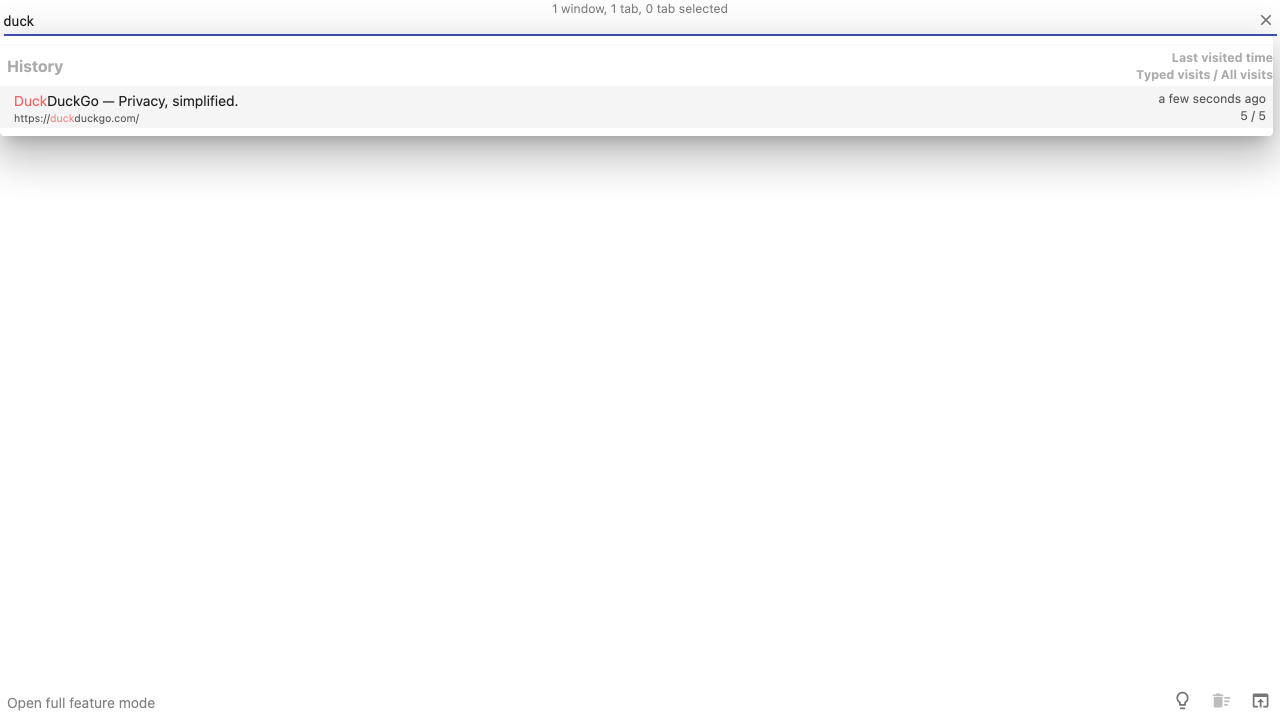 1 window, 1 tab, 0 tab selected
duck
History
Last visited time
Typed visits / All visits
DuckDuckGo — Privacy, simplified.
https://duckduckgo.com/
a few seconds ago
5 / 5
Open full feature mode